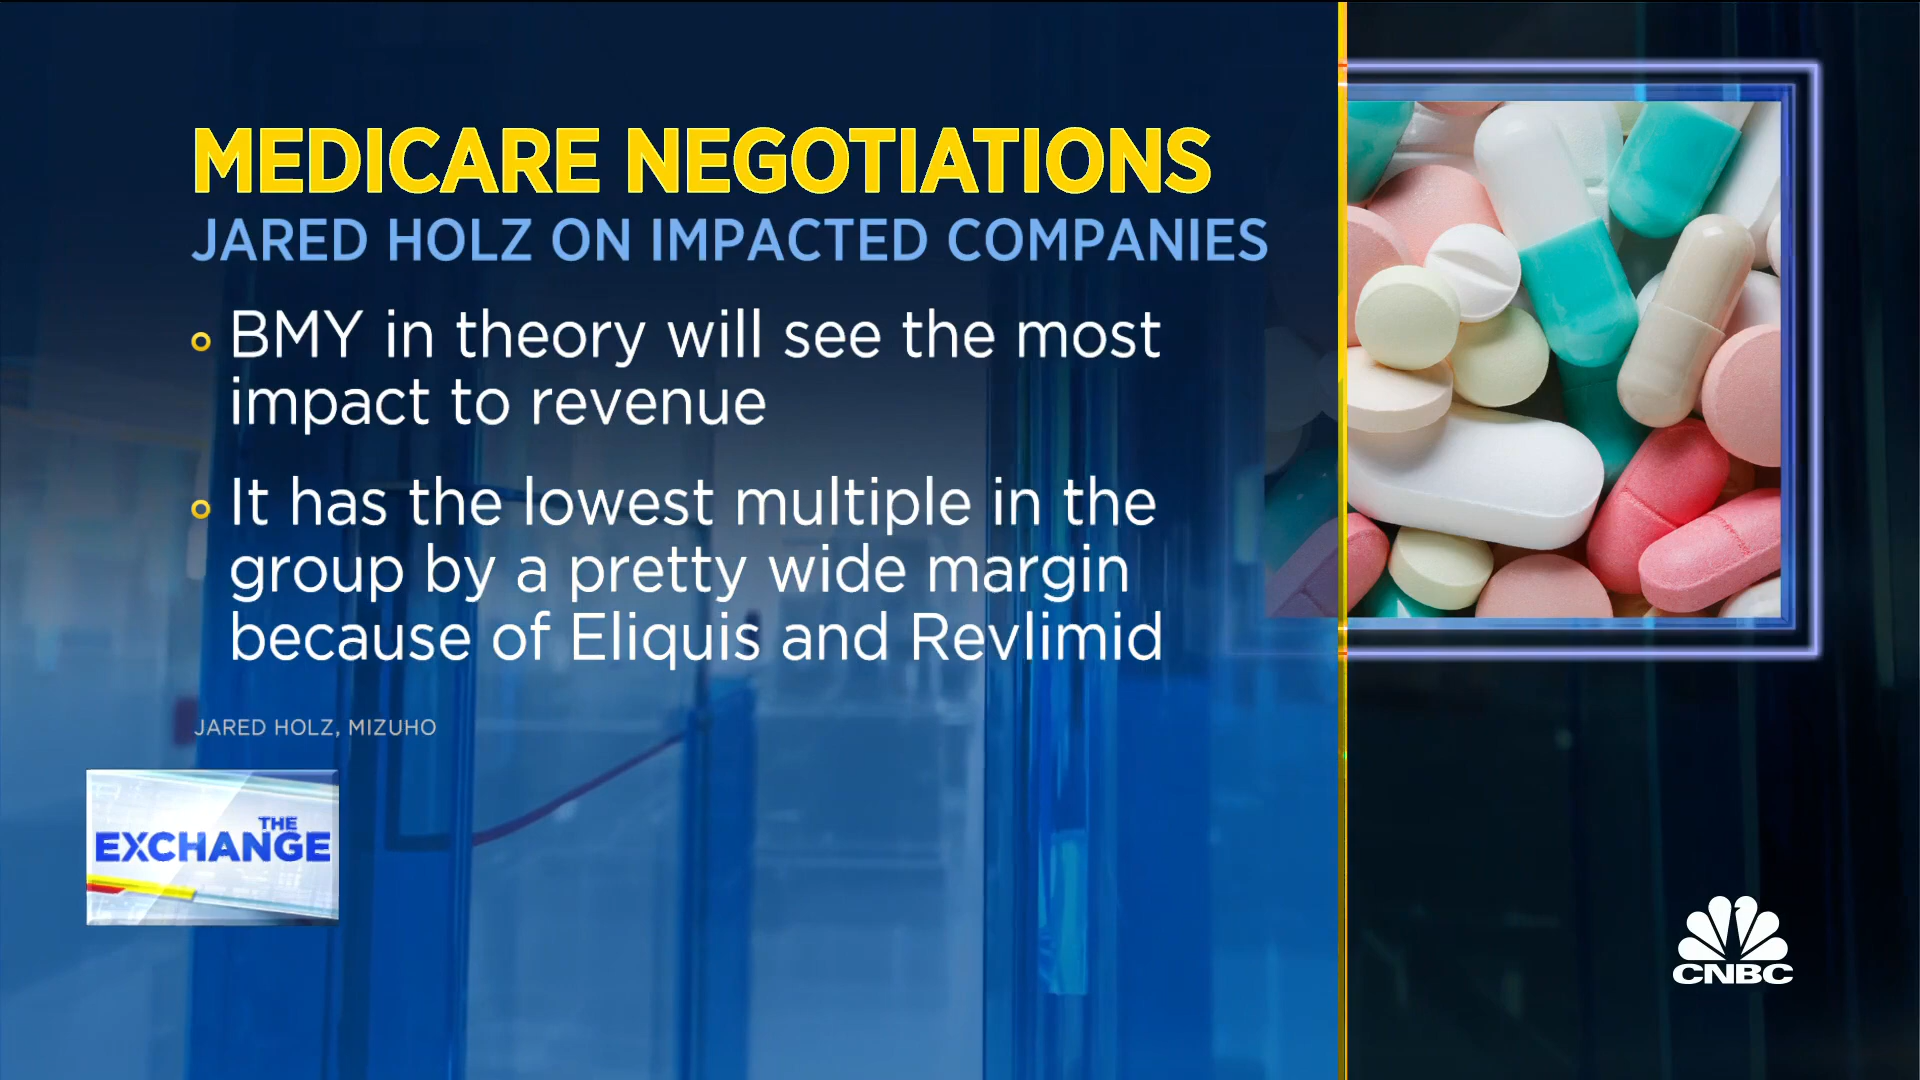 MEDICARE NEGOTIATIONS
JARED HOLZ ON IMPACTED COMPANIES
BMY in theory will see the most
impact to revenue
It has the lowest multiple in the
group by a pretty wide margin
because of Eliquis and Revlimid
JARED HOLZ, MIZUHO
THE
EXCHANGE
CNBC